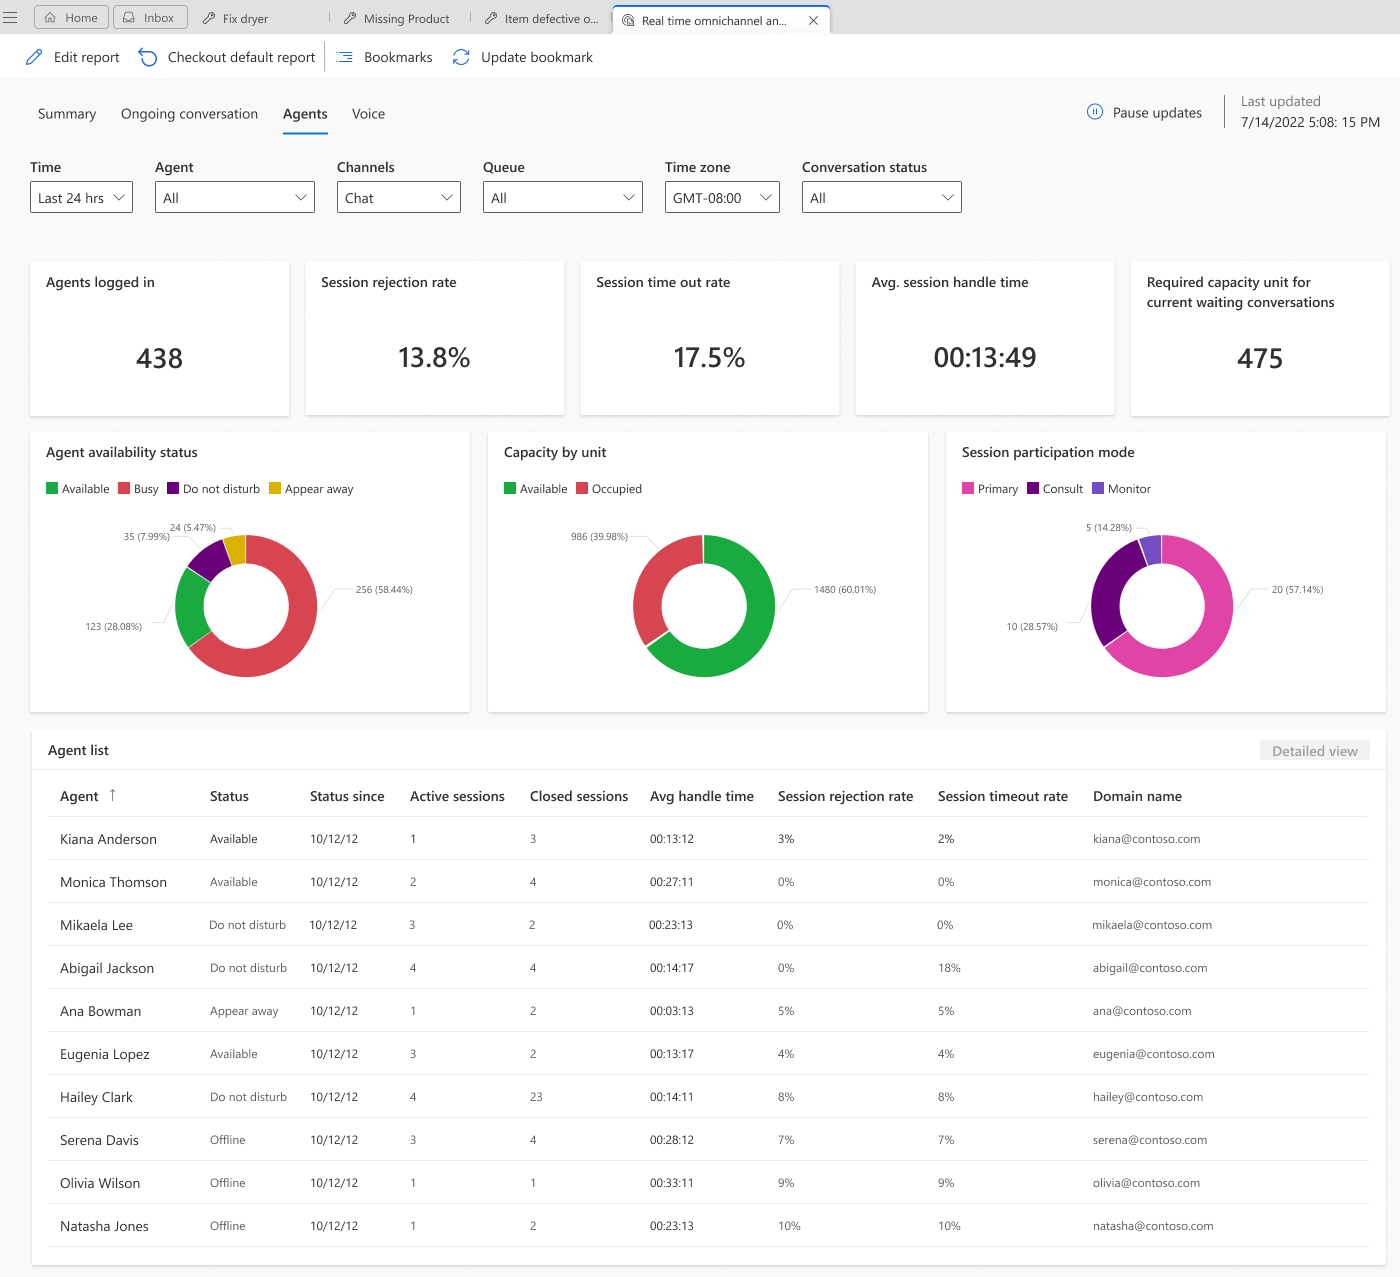 Home Inbox Fix dryer Missing Product Item defective o... Real time omnichannel an...
Edit report Checkout default report Bookmarks Update bookmark
Summary Ongoing conversation Agents Voice Pause updates
Last updated
7/14/2022 5:08: 15 PM
Time Agent Channels Queue Time zone Conversation status
Last 24 hrs All Chat All GMT-08:00 All
Agents logged in
438
Session rejection rate
13.8%
Session time out rate
17.5%
Avg. session handle time
00:13:49
Required capacity unit for
current waiting conversations
475
Agent availability status
Available Busy Do not disturb Appear away
24 (5.47%)
35 (7.99%)
256 (58.44%)
123 (28.08%)
Capacity by unit
Available Occupied
986 (39.98%)
1480 (60.01%)
Session participation mode
Primary Consult Monitor
5 (14.28%)
20 (57.14%)
10 (28.57%)
Agent list Detailed view
Agent ↑ Status Status since Active sessions Closed sessions Avg handle time Session rejection rate Session timeout rate Domain name
Kiana Anderson Available 10/12/12 1 3 00:13:12 3% 2% kiana@contoso.com
Monica Thomson Available 10/12/12 2 4 00:27:11 0% 0% monica@contoso.com
Mikaela Lee Do not disturb 10/12/12 3 2 00:23:13 0% 0% mikaela@contoso.com
Abigail Jackson Do not disturb 10/12/12 4 4 00:14:17 0% 18% abigail@contoso.com
Ana Bowman Appear away 10/12/12 1 2 00:03:13 5% 5% ana@contoso.com
Eugenia Lopez Available 10/12/12 3 2 00:13:17 4% 4% eugenia@contoso.com
Hailey Clark Do not disturb 10/12/12 4 23 00:14:11 8% 8% hailey@contoso.com
Serena Davis Offline 10/12/12 3 4 00:28:12 7% 7% serena@contoso.com
Olivia Wilson Offline 10/12/12 1 1 00:33:11 9% 9% olivia@contoso.com
Natasha Jones Offline 10/12/12 1 2 00:23:13 10% 10% natasha@contoso.com